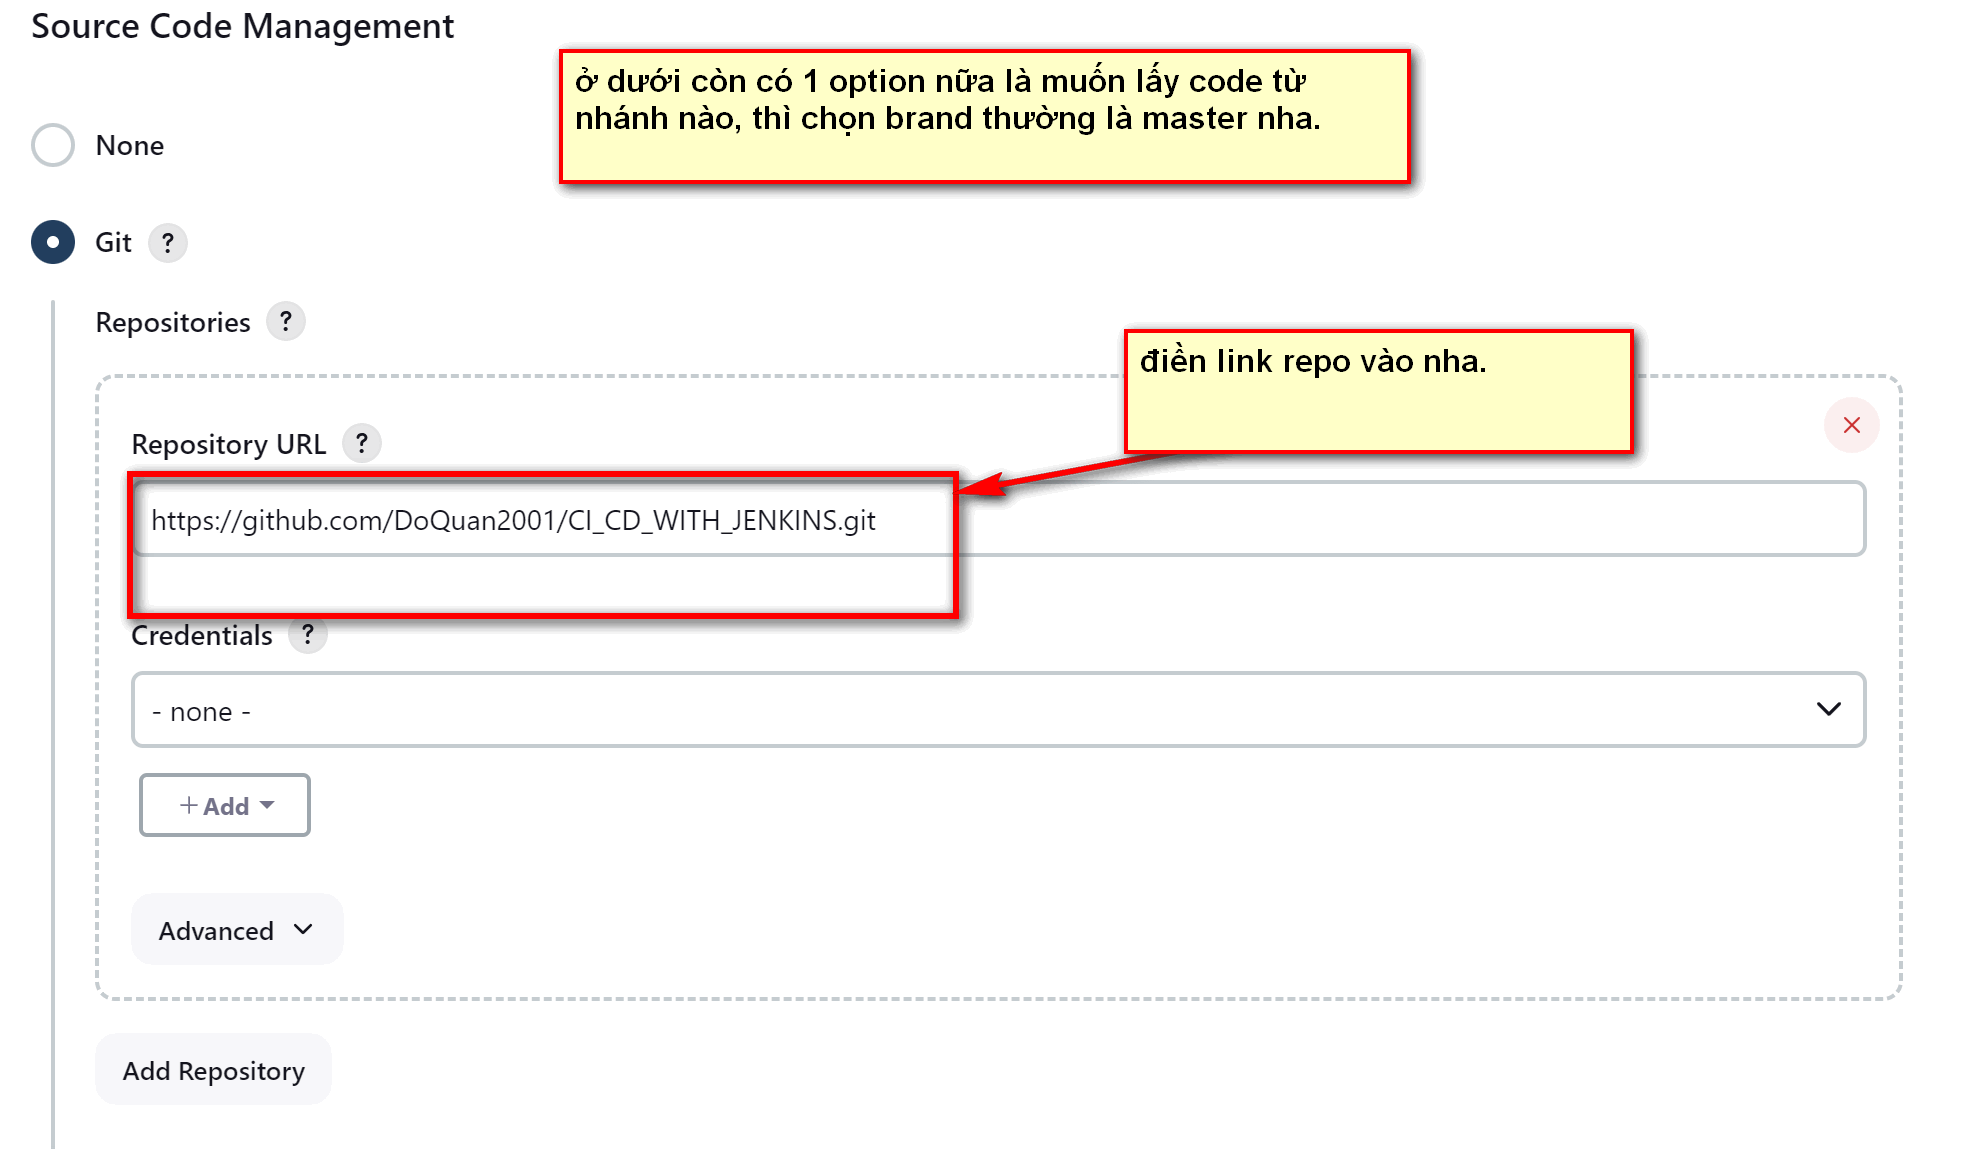 Source Code Management
ở dưới còn có 1 option nữa là muốn lấy code từ
nhánh nào, thì chọn brand thường là master nha.
None
Git ?
Repositories ?
điền link repo vào nha.
Repository URL ?
https://github.com/DoQuan2001/CI_CD_WITH_JENKINS.git
Credentials ?
- none -
+ Add
Advanced
Add Repository